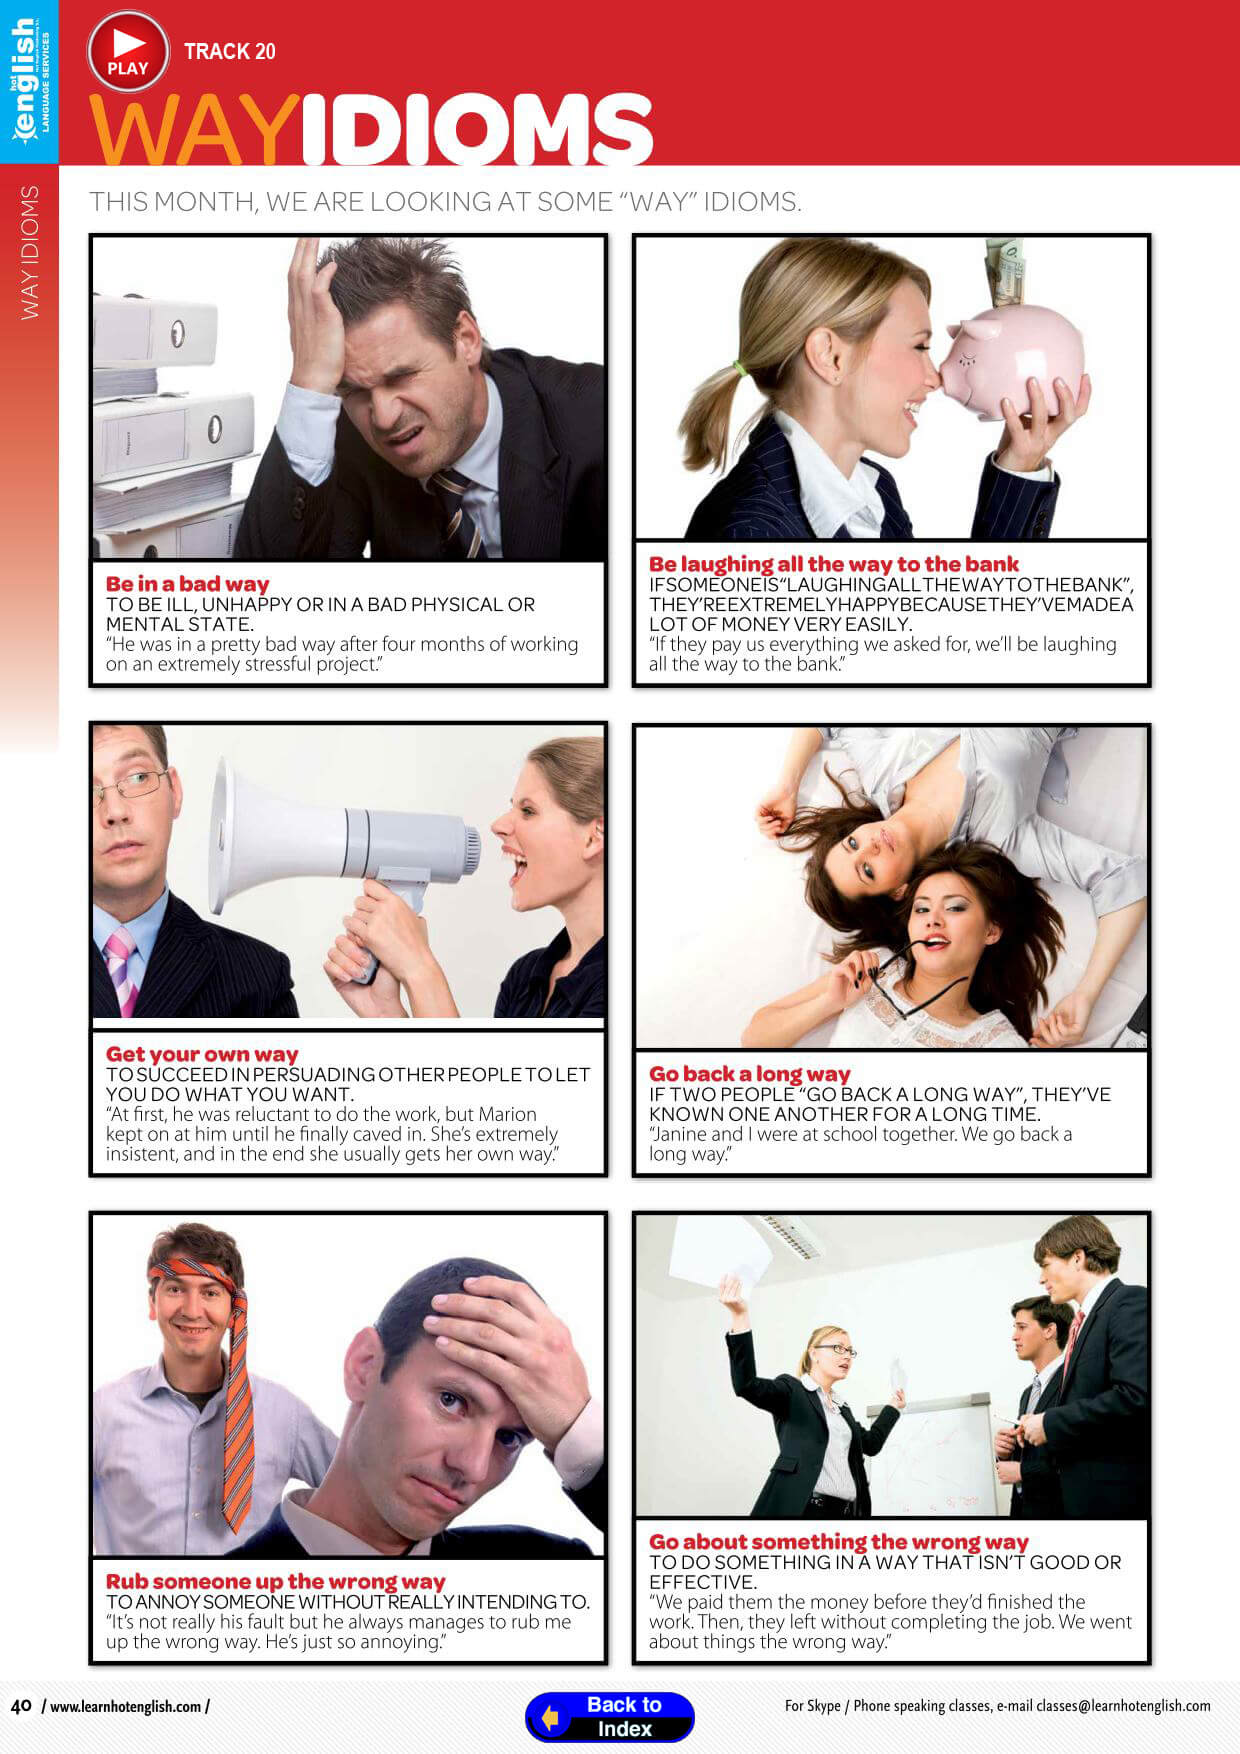 hot
english
LANGUAGE SERVICES
PLAY
TRACK 20
WAYIDIOMS
WAY IDIOMS
THIS MONTH, WE ARE LOOKING AT SOME “WAY” IDIOMS.
Be in a bad way
TO BE ILL, UNHAPPY OR IN A BAD PHYSICAL OR
MENTAL STATE.
“He was in a pretty bad way after four months of working
on an extremely stressful project.”
Be laughing all the way to the bank
IF SOMEONE IS “LAUGHING ALL THE WAY TO THE BANK”,
THEY’RE EXTREMELY HAPPY BECAUSE THEY’VE MADE A
LOT OF MONEY VERY EASILY.
“If they pay us everything we asked for, we’ll be laughing
all the way to the bank.”
Get your own way
TO SUCCEED IN PERSUADING OTHER PEOPLE TO LET
YOU DO WHAT YOU WANT.
“At first, he was reluctant to do the work, but Marion
kept on at him until he finally caved in. She’s extremely
insistent, and in the end she usually gets her own way.”
Go back a long way
IF TWO PEOPLE “GO BACK A LONG WAY”, THEY’VE
KNOWN ONE ANOTHER FOR A LONG TIME.
“Janine and I were at school together. We go back a
long way.”
Rub someone up the wrong way
TO ANNOY SOMEONE WITHOUT REALLY INTENDING TO.
“It’s not really his fault but he always manages to rub me
up the wrong way. He’s just so annoying.”
Go about something the wrong way
TO DO SOMETHING IN A WAY THAT ISN’T GOOD OR
EFFECTIVE.
“We paid them the money before they’d finished the
work. Then, they left without completing the job. We went
about things the wrong way.”
40 / www.learnhotenglish.com /
Back to
Index
For Skype / Phone speaking classes, e-mail classes@learnhotenglish.com